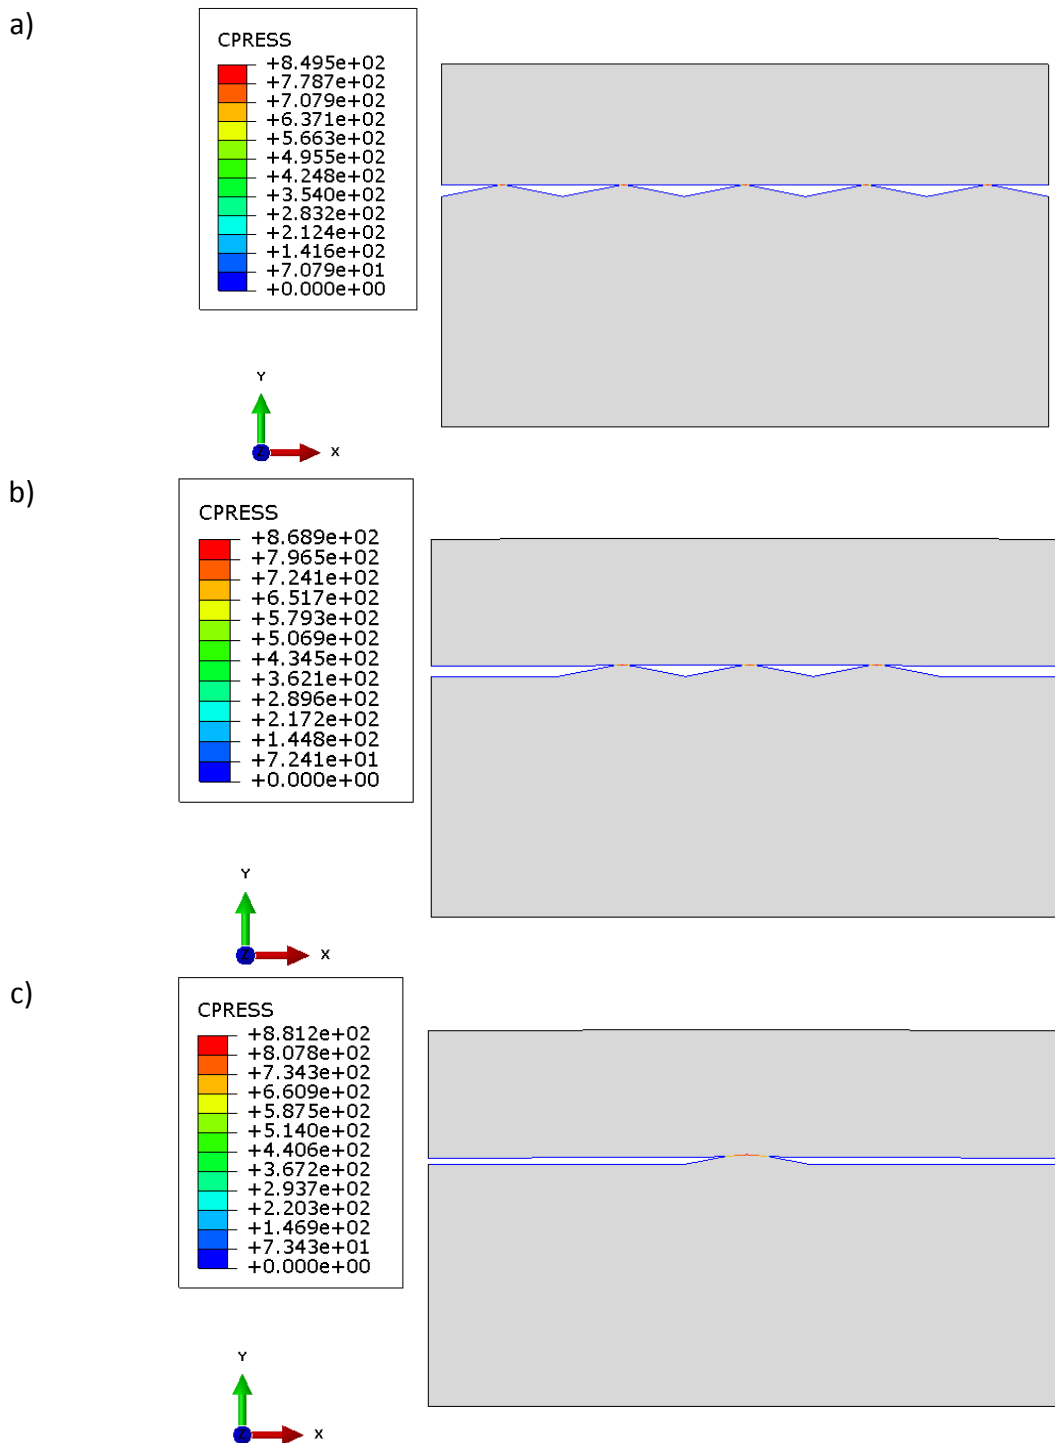 a)
CPRESS
+8.495e+02
+7.787e+02
+7.079e+02
+6.371e+02
+5.663e+02
+4.955e+02
+4.248e+02
+3.540e+02
+2.832e+02
+2.124e+02
+1.416e+02
+7.079e+01
+0.000e+00
Y
Z
X
b)
CPRESS
+8.689e+02
+7.965e+02
+7.241e+02
+6.517e+02
+5.793e+02
+5.069e+02
+4.345e+02
+3.621e+02
+2.896e+02
+2.172e+02
+1.448e+02
+7.241e+01
+0.000e+00
Y
Z
X
c)
CPRESS
+8.812e+02
+8.078e+02
+7.343e+02
+6.609e+02
+5.875e+02
+5.140e+02
+4.406e+02
+3.672e+02
+2.937e+02
+2.203e+02
+1.469e+02
+7.343e+01
+0.000e+00
Y
Z
X